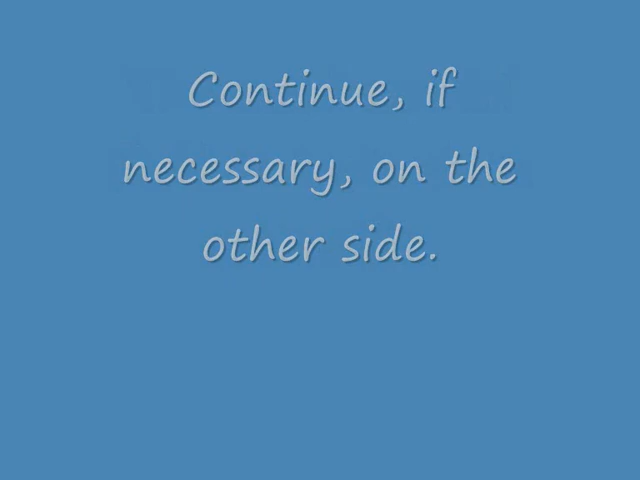 Continue, if
necessary, on the
other side.